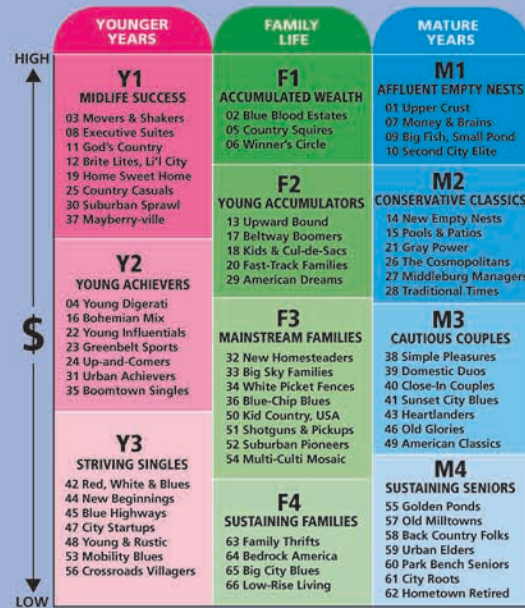 YOUNGER
YEARS
FAMILY
LIFE
MATURE
YEARS
HIGH
$
LOW
Y1
MIDLIFE SUCCESS
03 Movers & Shakers
08 Executive Suites
11 God's Country
12 Brite Lites, Li'l City
19 Home Sweet Home
25 Country Casuals
30 Suburban Sprawl
37 Mayberry-ville
Y2
YOUNG ACHIEVERS
04 Young Digerati
16 Bohemian Mix
22 Young Influentials
23 Greenbelt Sports
24 Up-and-Comers
31 Urban Achievers
35 Boomtown Singles
Y3
STRIVING SINGLES
42 Red, White & Blues
44 New Beginnings
45 Blue Highways
47 City Startups
48 Young & Rustic
53 Mobility Blues
56 Crossroads Villagers
F1
ACCUMULATED WEALTH
02 Blue Blood Estates
05 Country Squires
06 Winner's Circle
F2
YOUNG ACCUMULATORS
13 Upward Bound
17 Beltway Boomers
18 Kids & Cul-de-Sacs
20 Fast-Track Families
29 American Dreams
F3
MAINSTREAM FAMILIES
32 New Homesteaders
33 Big Sky Families
34 White Picket Fences
36 Blue-Chip Blues
50 Kid Country, USA
51 Shotguns & Pickups
52 Suburban Pioneers
54 Multi-Culti Mosaic
F4
SUSTAINING FAMILIES
63 Family Thrifts
64 Bedrock America
65 Big City Blues
66 Low-Rise Living
M1
AFFLUENT EMPTY NESTS
01 Upper Crust
07 Money & Brains
09 Big Fish, Small Pond
10 Second City Elite
M2
CONSERVATIVE CLASSICS
14 New Empty Nests
15 Pools & Patios
21 Gray Power
26 The Cosmopolitans
27 Middleburg Managers
28 Traditional Times
M3
CAUTIOUS COUPLES
38 Simple Pleasures
39 Domestic Duos
40 Close-In Couples
41 Sunset City Blues
43 Heartlanders
46 Old Glories
49 American Classics
M4
SUSTAINING SENIORS
55 Golden Ponds
57 Old Milltowns
58 Back Country Folks
59 Urban Elders
60 Park Bench Seniors
61 City Roots
62 Hometown Retired